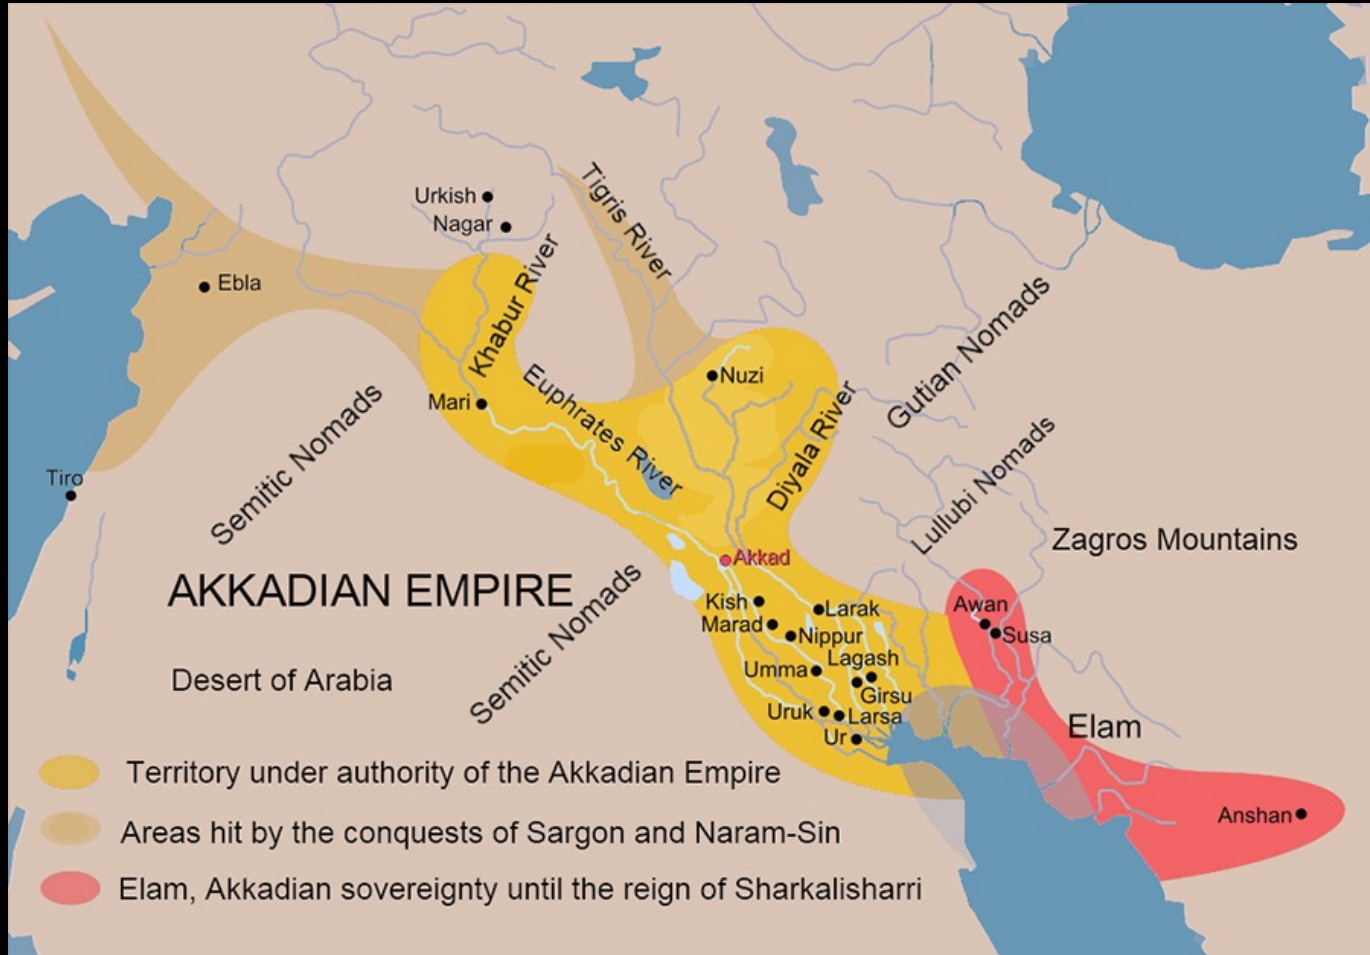 Urkish
Nagar
Tigris River
Khabur River
Ebla
Gutian Nomads
Nuzi
Euphrates River
Mari
Diyala River
Semitic Nomads
Lullubi Nomads
Tiro
Zagros Mountains
Akkad
AKKADIAN EMPIRE
Semitic Nomads
Kish
Larak
Awan
Marad
Nippur
Susa
Lagash
Umma
Desert of Arabia
Girsu
Uruk
Larsa
Elam
Ur
Territory under authority of the Akkadian Empire
Anshan
Areas hit by the conquests of Sargon and Naram-Sin
Elam, Akkadian sovereignty until the reign of Sharkalisharri